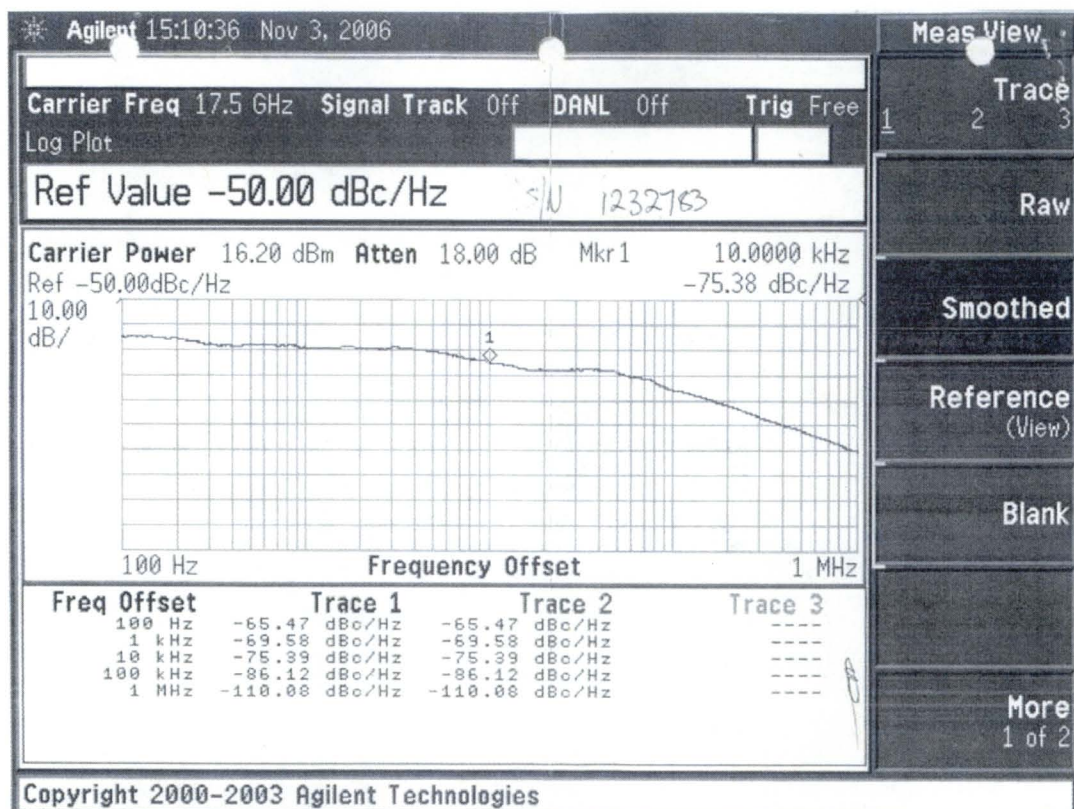 Agilent 15:10:36 Nov 3, 2006
Meas View
Carrier Freq 17.5 GHz Signal Track Off DANL Off Trig Free
Log Plot
Ref Value -50.00 dBc/Hz S/N 1232783
Carrier Power 16.20 dBm Atten 18.00 dB Mkr1 10.0000 kHz
Ref -50.00dBc/Hz -75.38 dBc/Hz
10.00
dB/
1
100 Hz Frequency Offset 1 MHz
Freq Offset Trace 1 Trace 2 Trace 3
100 Hz -65.47 dBc/Hz -65.47 dBc/Hz ----
1 kHz -69.58 dBc/Hz -69.58 dBc/Hz ----
10 kHz -75.39 dBc/Hz -75.39 dBc/Hz ----
100 kHz -86.12 dBc/Hz -86.12 dBc/Hz ----
1 MHz -110.08 dBc/Hz -110.08 dBc/Hz ----
Copyright 2000-2003 Agilent Technologies
Trace
1 2 3
Raw
Smoothed
Reference
(View)
Blank
More
1 of 2